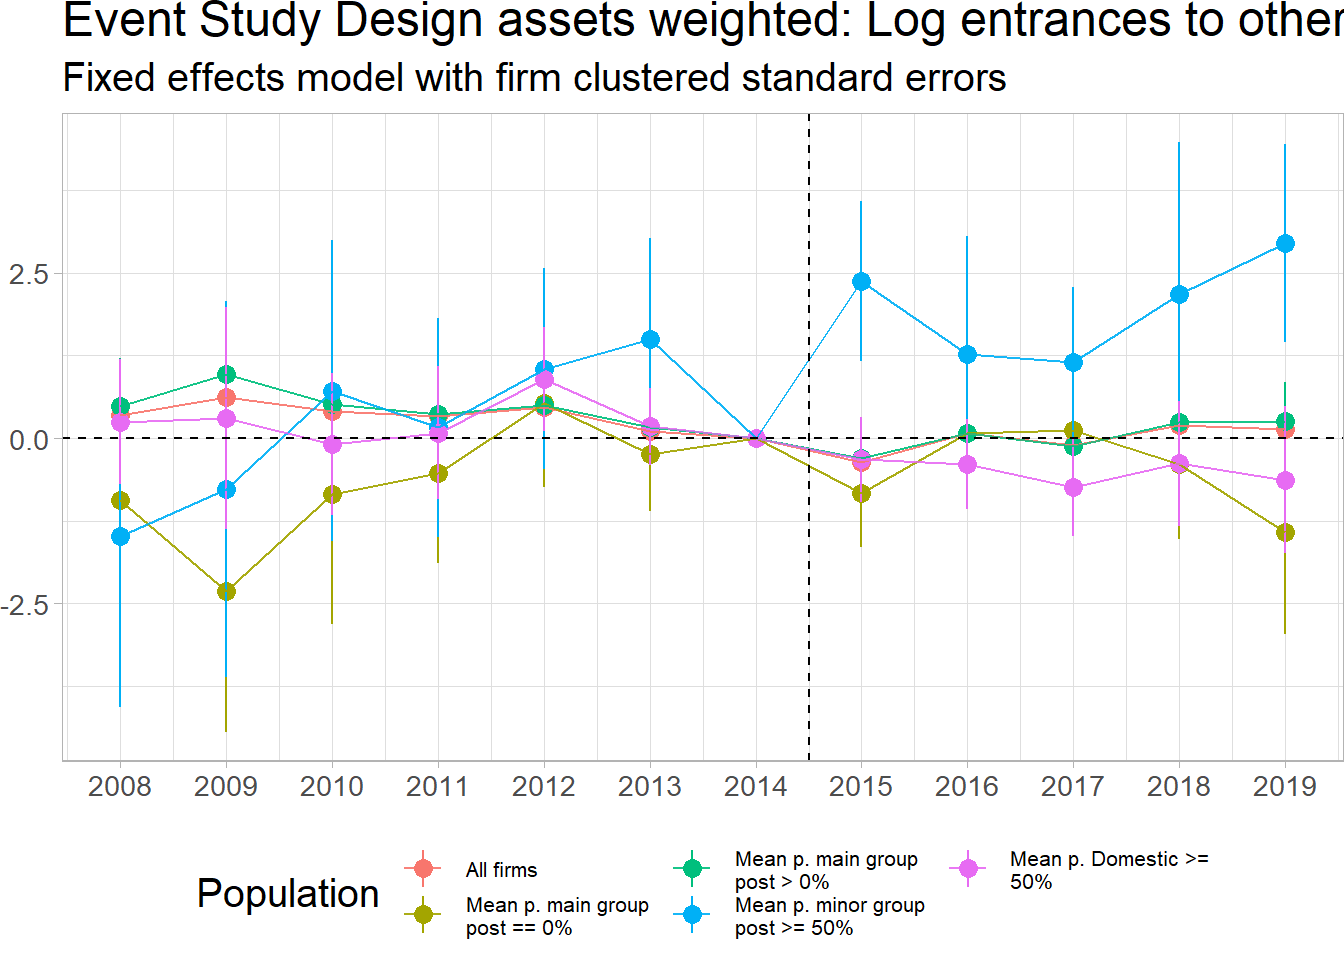 Event Study Design assets weighted: Log entrances to other
Fixed effects model with firm clustered standard errors
2.5
0.0
-2.5
2008 2009 2010 2011 2012 2013 2014 2015 2016 2017 2018 2019
Population
All firms
Mean p. main group
post == 0%
Mean p. main group
post > 0%
Mean p. minor group
post >= 50%
Mean p. Domestic >=
50%